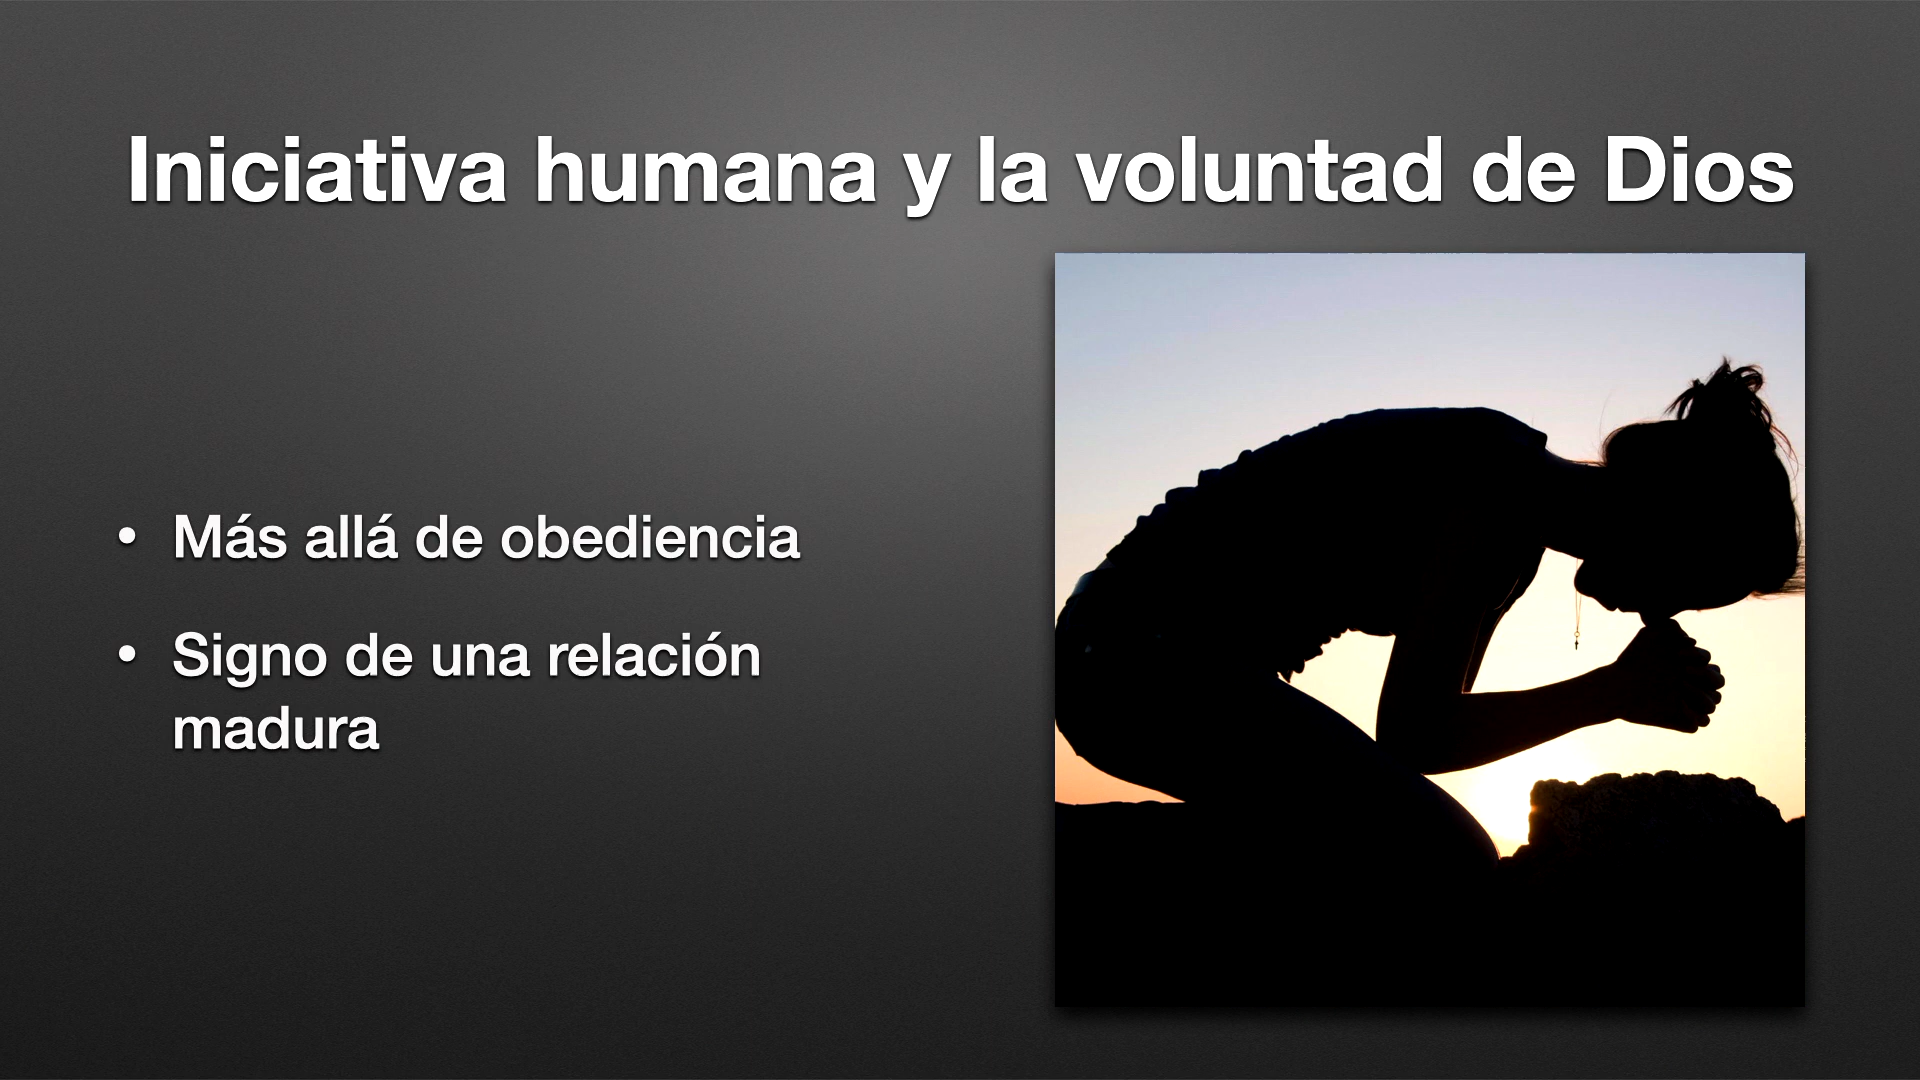 Iniciativa humana y la voluntad de Dios
• Más allá de obediencia
• Signo de una relación
madura